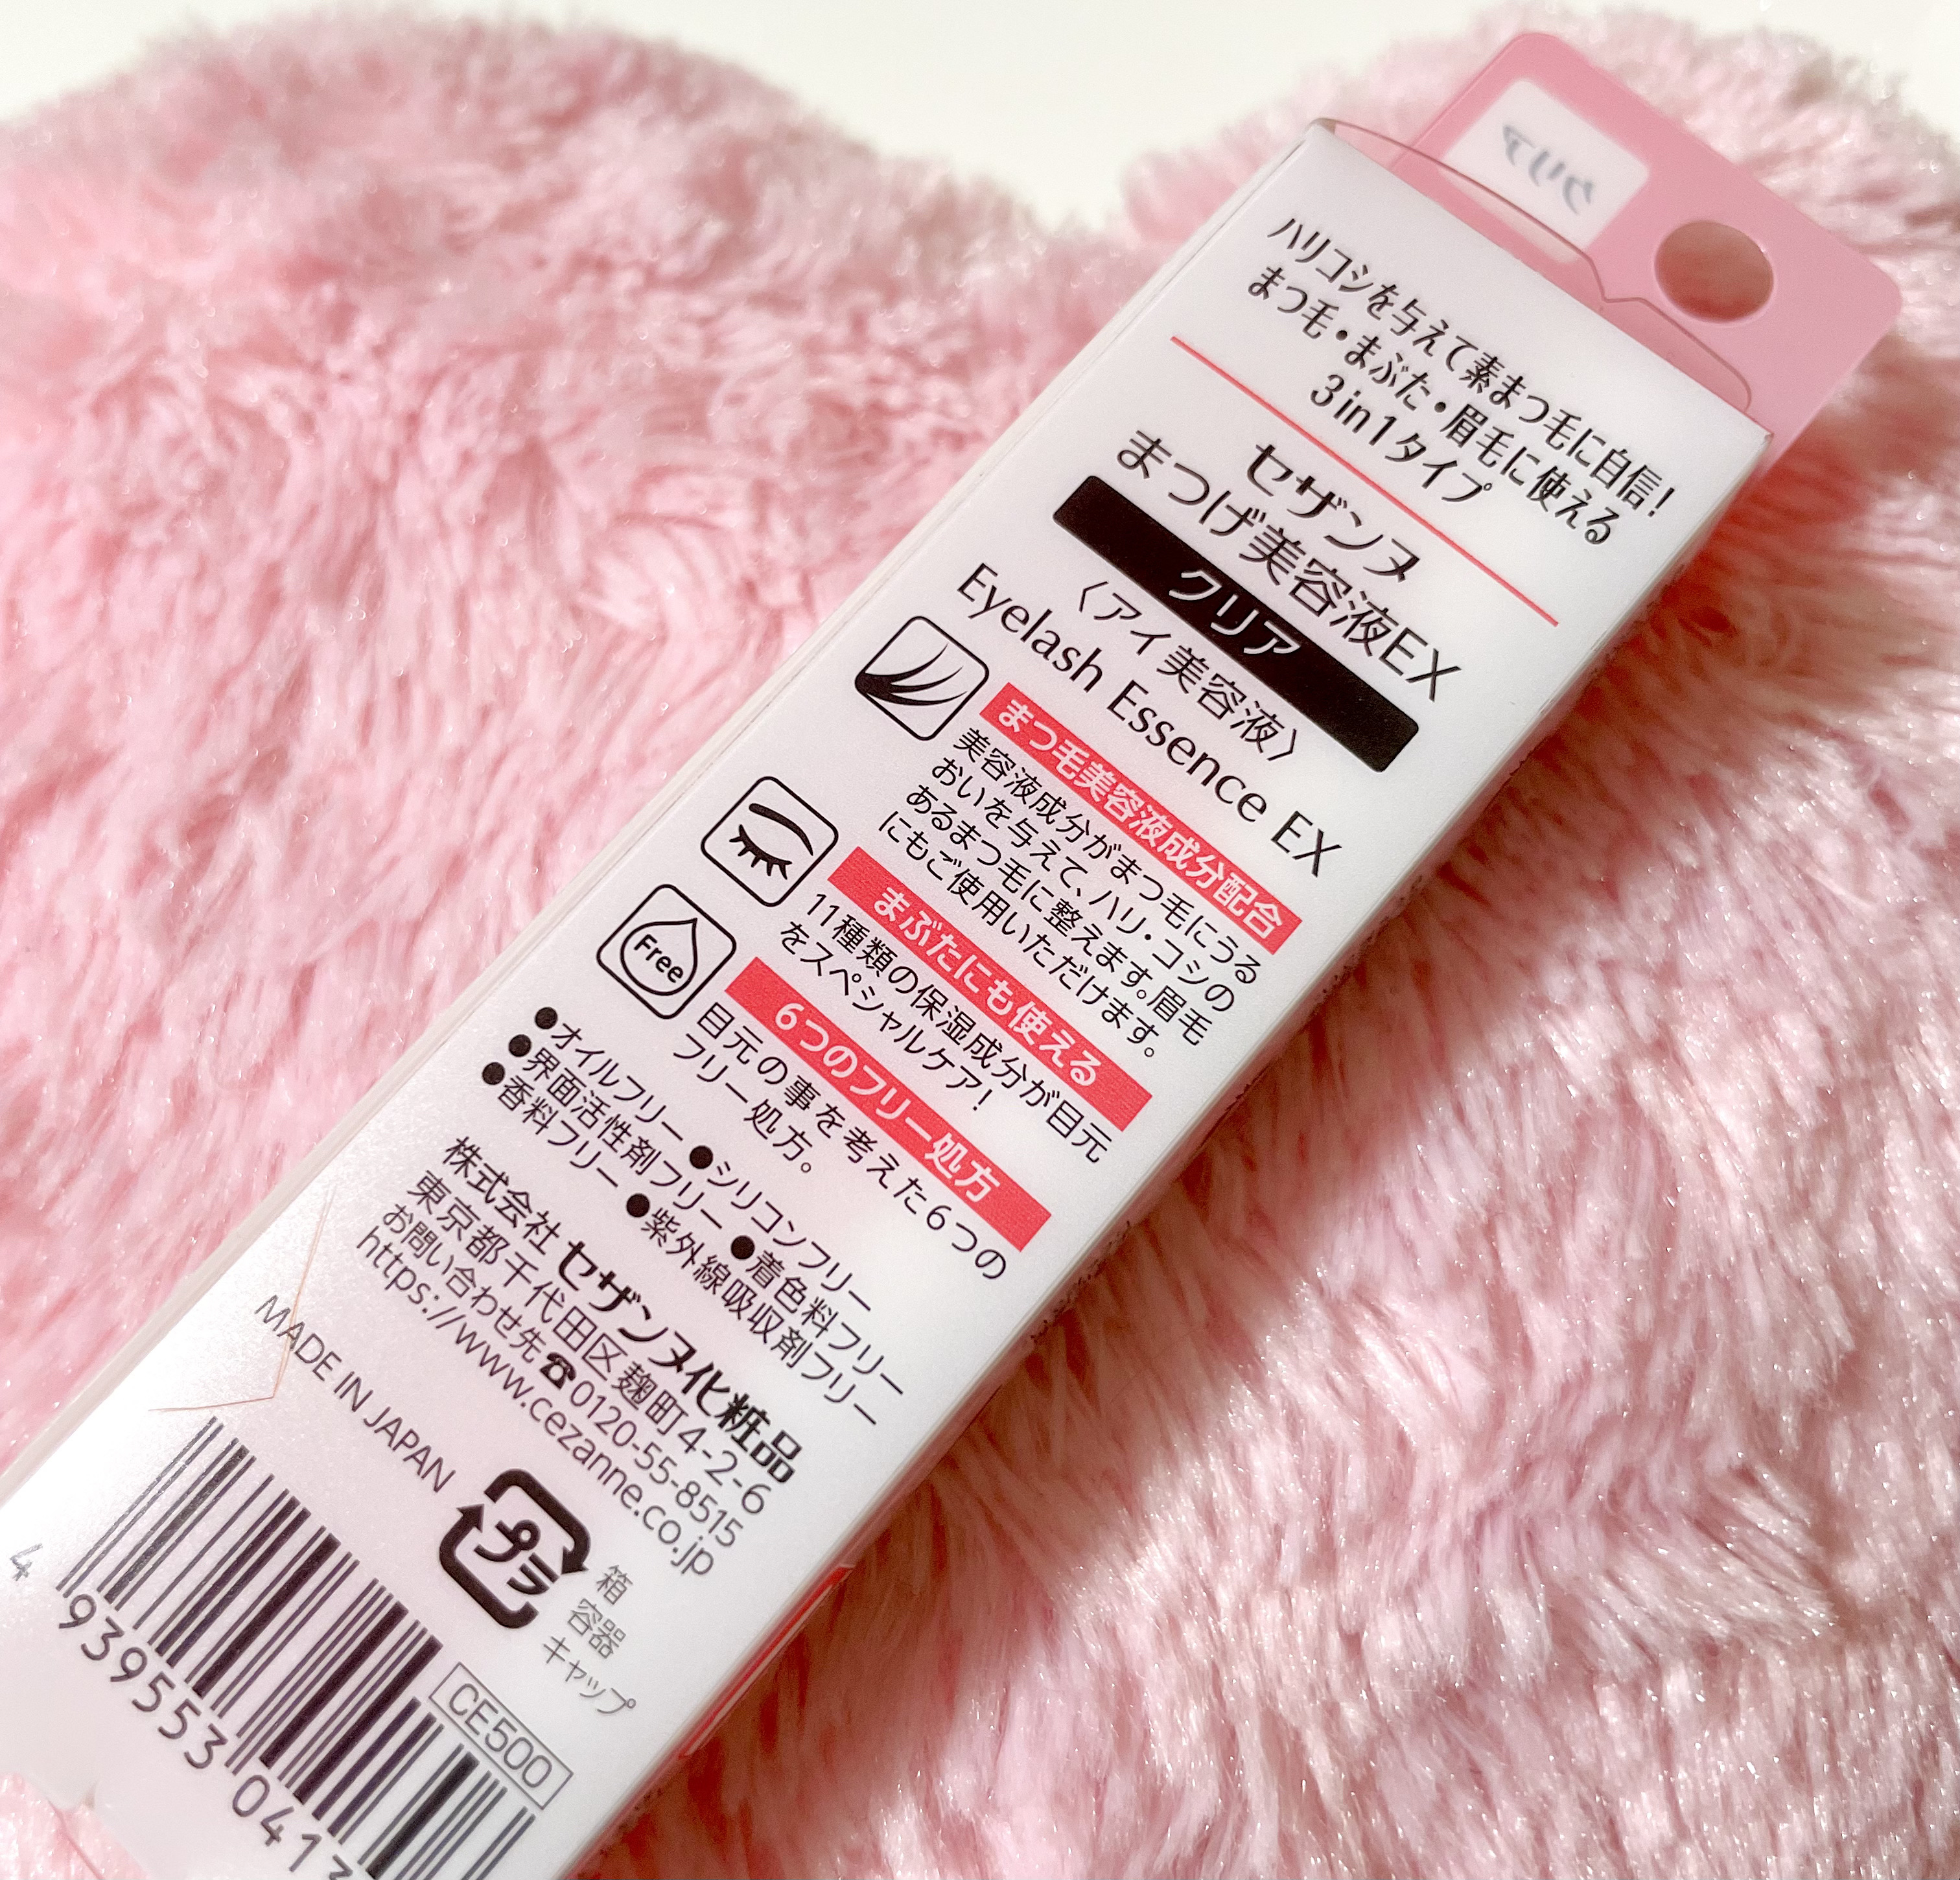 クリア
ハリコシを与えて素まつ毛に自信!
まつ毛・まぶた・眉毛に使える
3in1タイプ
セザンヌ
まつげ美容液EX
クリア
〈アイ美容液〉
Eyelash Essence EX
まつ毛美容液成分配合
美容液成分がまつ毛にうる
おいを与えて、ハリ・コシの
あるまつ毛に整えます。眉毛
にもご使用いただけます。
まぶたにも使える
11種類の保湿成分が目元
をスペシャルケア!
Free
6つのフリー処方
目元の事を考えた6つの
フリー処方。
●オイルフリー ●シリコンフリー
●界面活性剤フリー ●着色料フリー
●香料フリー ●紫外線吸収剤フリー
株式会社 セザンヌ化粧品
東京都千代田区麹町4-2-6
お問い合わせ先☎0120-55-8515
https://www.cezanne.co.jp
MADE IN JAPAN
プラ
箱
容器
キャップ
CE500
4 939553 041